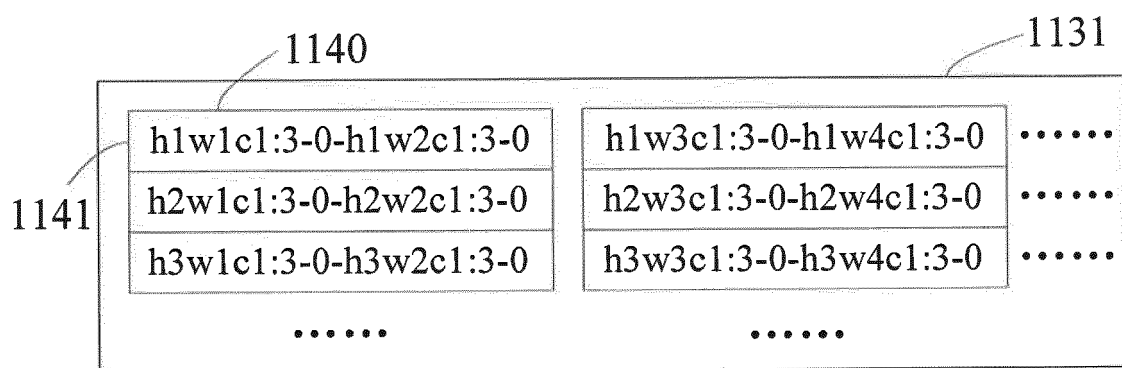 1140 1131
h1w1c1:3-0-h1w2c1:3-0 h1w3c1:3-0-h1w4c1:3-0 ......
1141 h2w1c1:3-0-h2w2c1:3-0 h2w3c1:3-0-h2w4c1:3-0 ......
h3w1c1:3-0-h3w2c1:3-0 h3w3c1:3-0-h3w4c1:3-0 ......
...... ......